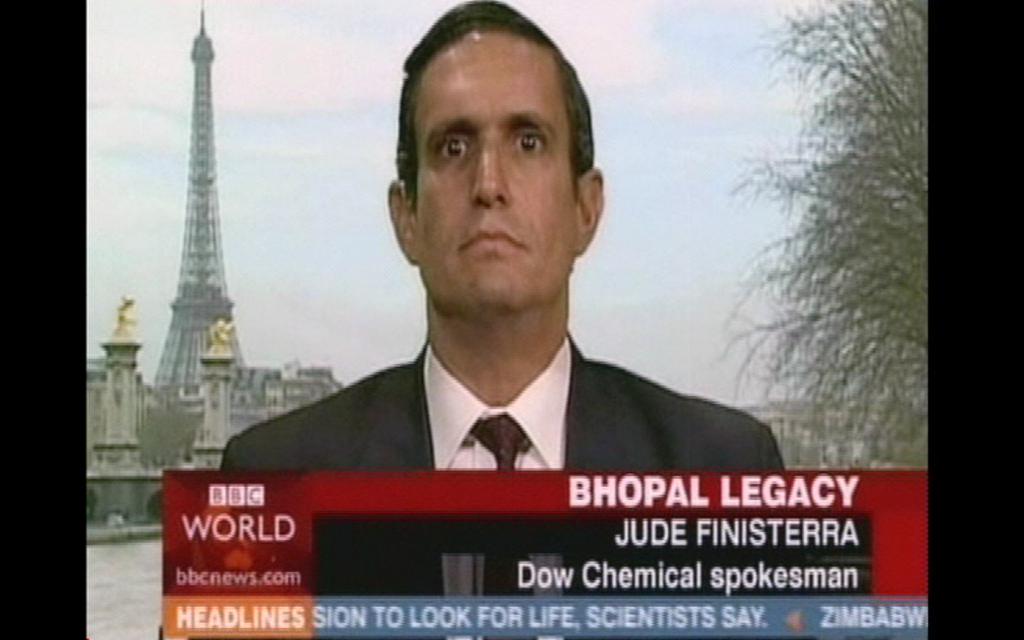 BHOPAL LEGACY
BBC
WORLD
JUDE FINISTERRA
bbcnews.com
Dow Chemical spokesman
HEADLINES SION TO LOOK FOR LIFE, SCIENTISTS SAY. ZIMBABW